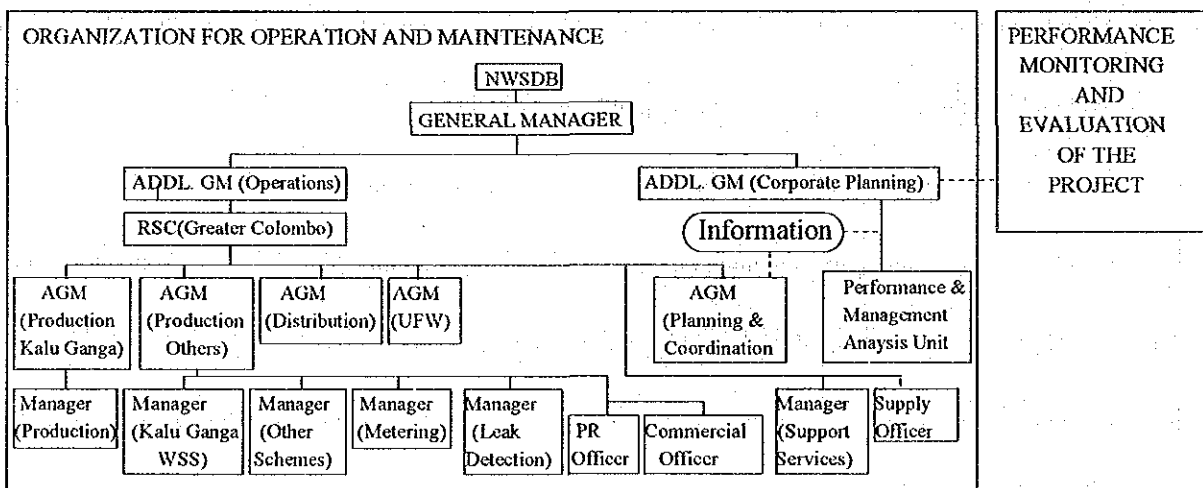 ORGANIZATION FOR OPERATION AND MAINTENANCE
NWSDB
GENERAL MANAGER
ADDL. GM (Operations)
ADDL. GM (Corporate Planning)
RSC(Greater Colombo)
Information
AGM
(Production
Kalu Ganga)
AGM
(Production
Others)
AGM
(Distribution)
AGM
(UFW)
AGM
(Planning &
Coordination
Performance &
Management
Anaysis Unit
Manager
(Production)
Manager
(Kalu Ganga
WSS)
Manager
(Other
Schemes)
Manager
(Metering)
Manager
(Leak
Detection)
PR
Officer
Commercial
Officer
Manager
(Support
Services)
Supply
Officer
PERFORMANCE
MONITORING
AND
EVALUATION
OF THE
PROJECT